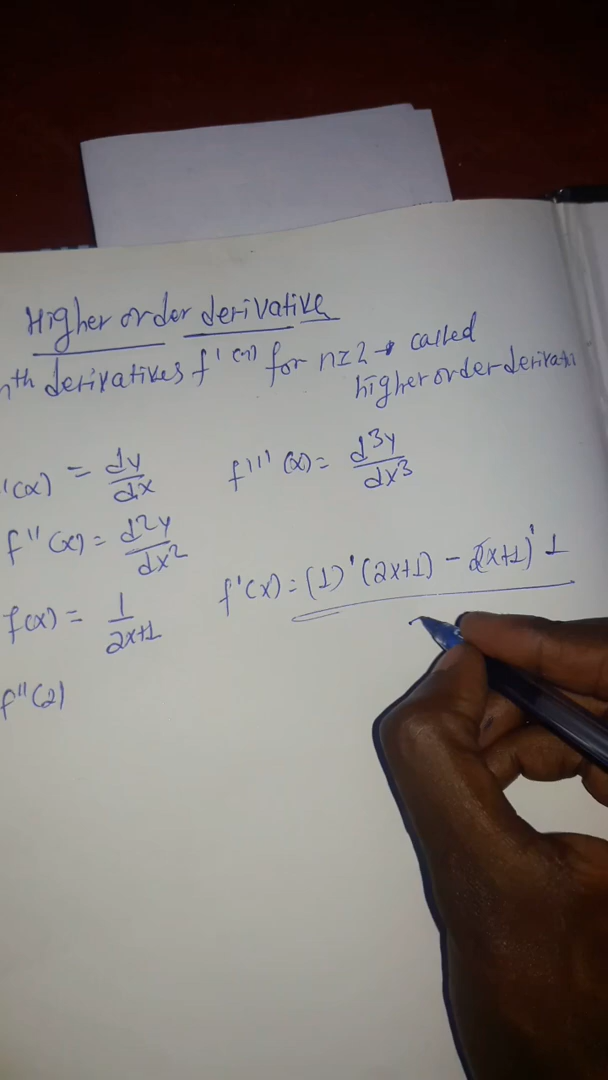 Higher order derivative
nth derivatives f'(n) for n≥2 → called
higher order derivativ
'(x) = dy/dx
f'''(x) = d³y/dx³
f''(x) = d²y/dx²
f(x) = 1/2x+1
f'(x) = (1)'(2x+1) - (2x+1)'1
f''(2)